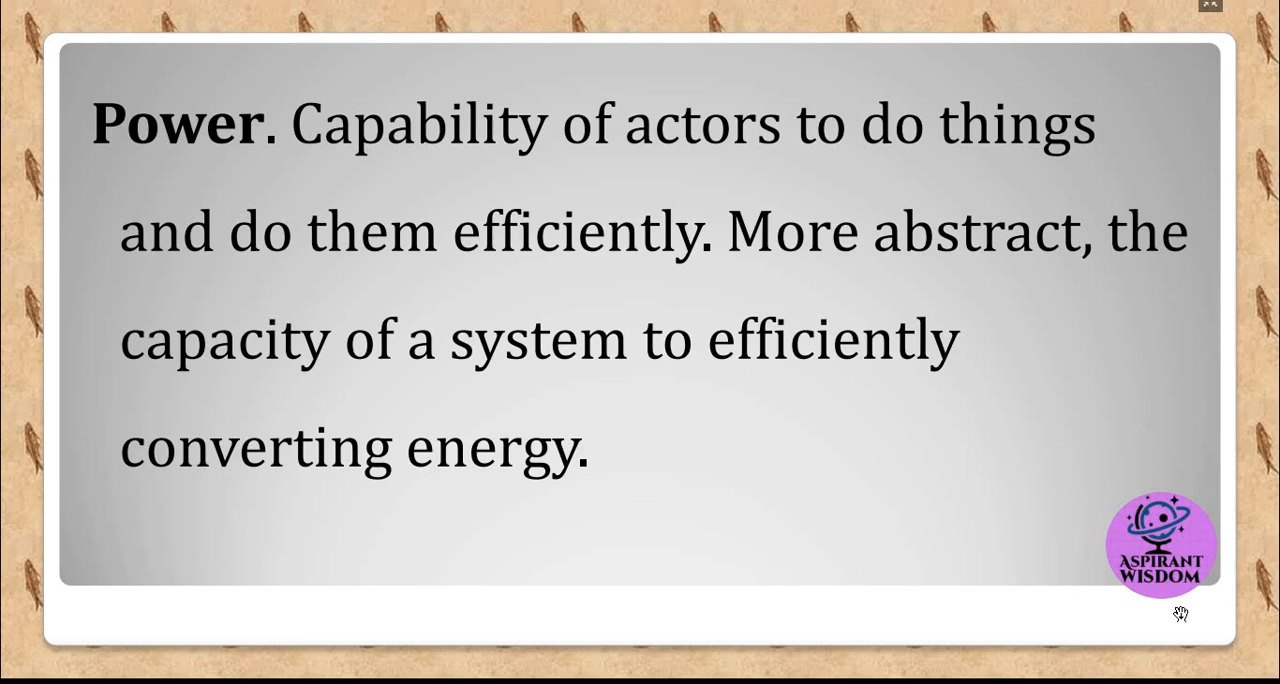 Power. Capability of actors to do things
and do them efficiently. More abstract, the
capacity of a system to efficiently
converting energy.
ASPIRANT
WISDOM